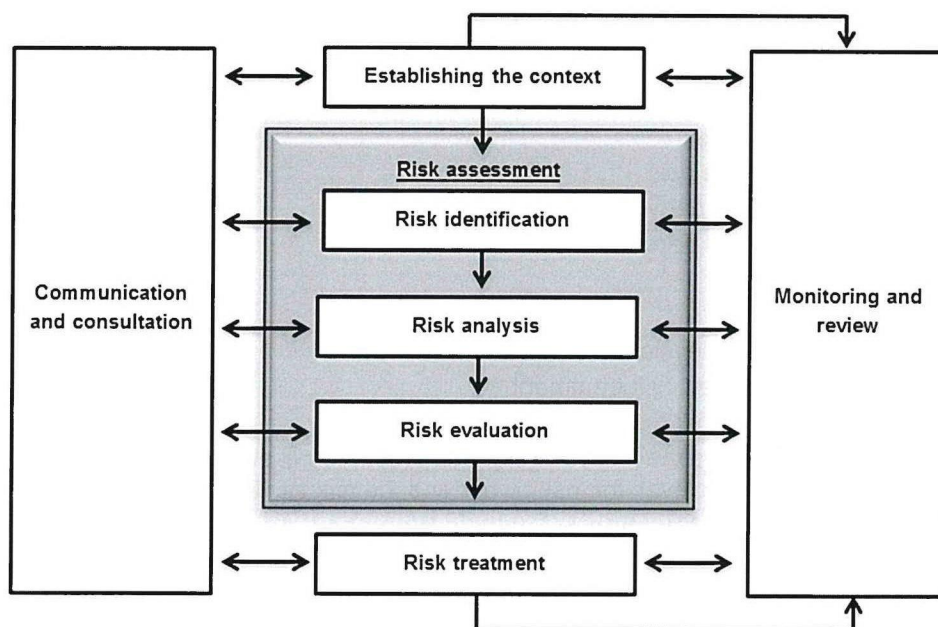 Establishing the context
Risk assessment
Risk identification
Communication
and consultation
Risk analysis
Monitoring and
review
Risk evaluation
Risk treatment